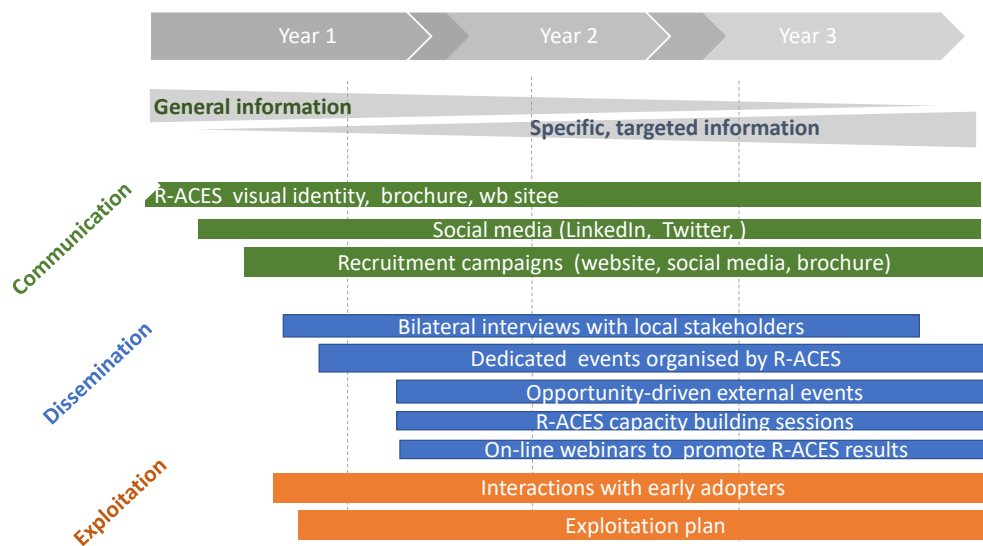 Year 1
Year 2
Year 3
General information
Specific, targeted information
Communication
R-ACES visual identity, brochure, wb sitee
Social media (LinkedIn, Twitter, )
Recruitment campaigns (website, social media, brochure)
Dissemination
Bilateral interviews with local stakeholders
Dedicated events organised by R-ACES
Opportunity-driven external events
R-ACES capacity building sessions
On-line webinars to promote R-ACES results
Exploitation
Interactions with early adopters
Exploitation plan